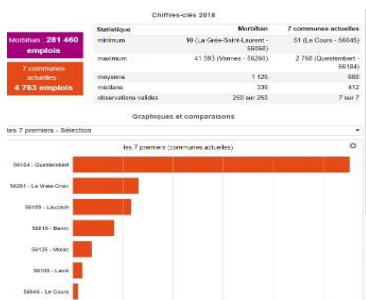 Chiffres-clés 2018
Morbihan : 281 460
emplois
7 communes
actuelles :
4 763 emplois
Statistique Morbihan 7 communes actuelles
minimum 10 (La Grée-Saint-Laurent - 56068) 51 (Le Cours - 56045)
maximum 41 593 (Vannes - 56260) 2 768 (Questembert - 56184)
moyenne 1 126 680
médiane 336 412
observations valides 250 sur 250 7 sur 7
Graphiques et comparaisons
les 7 premiers - Sélection
les 7 premiers (communes actuelles)
56184 - Questembert
56261 - La Vraie-Croix
56109 - Lauzach
56015 - Berric
56135 - Molac
56108 - Larré
56045 - Le Cours